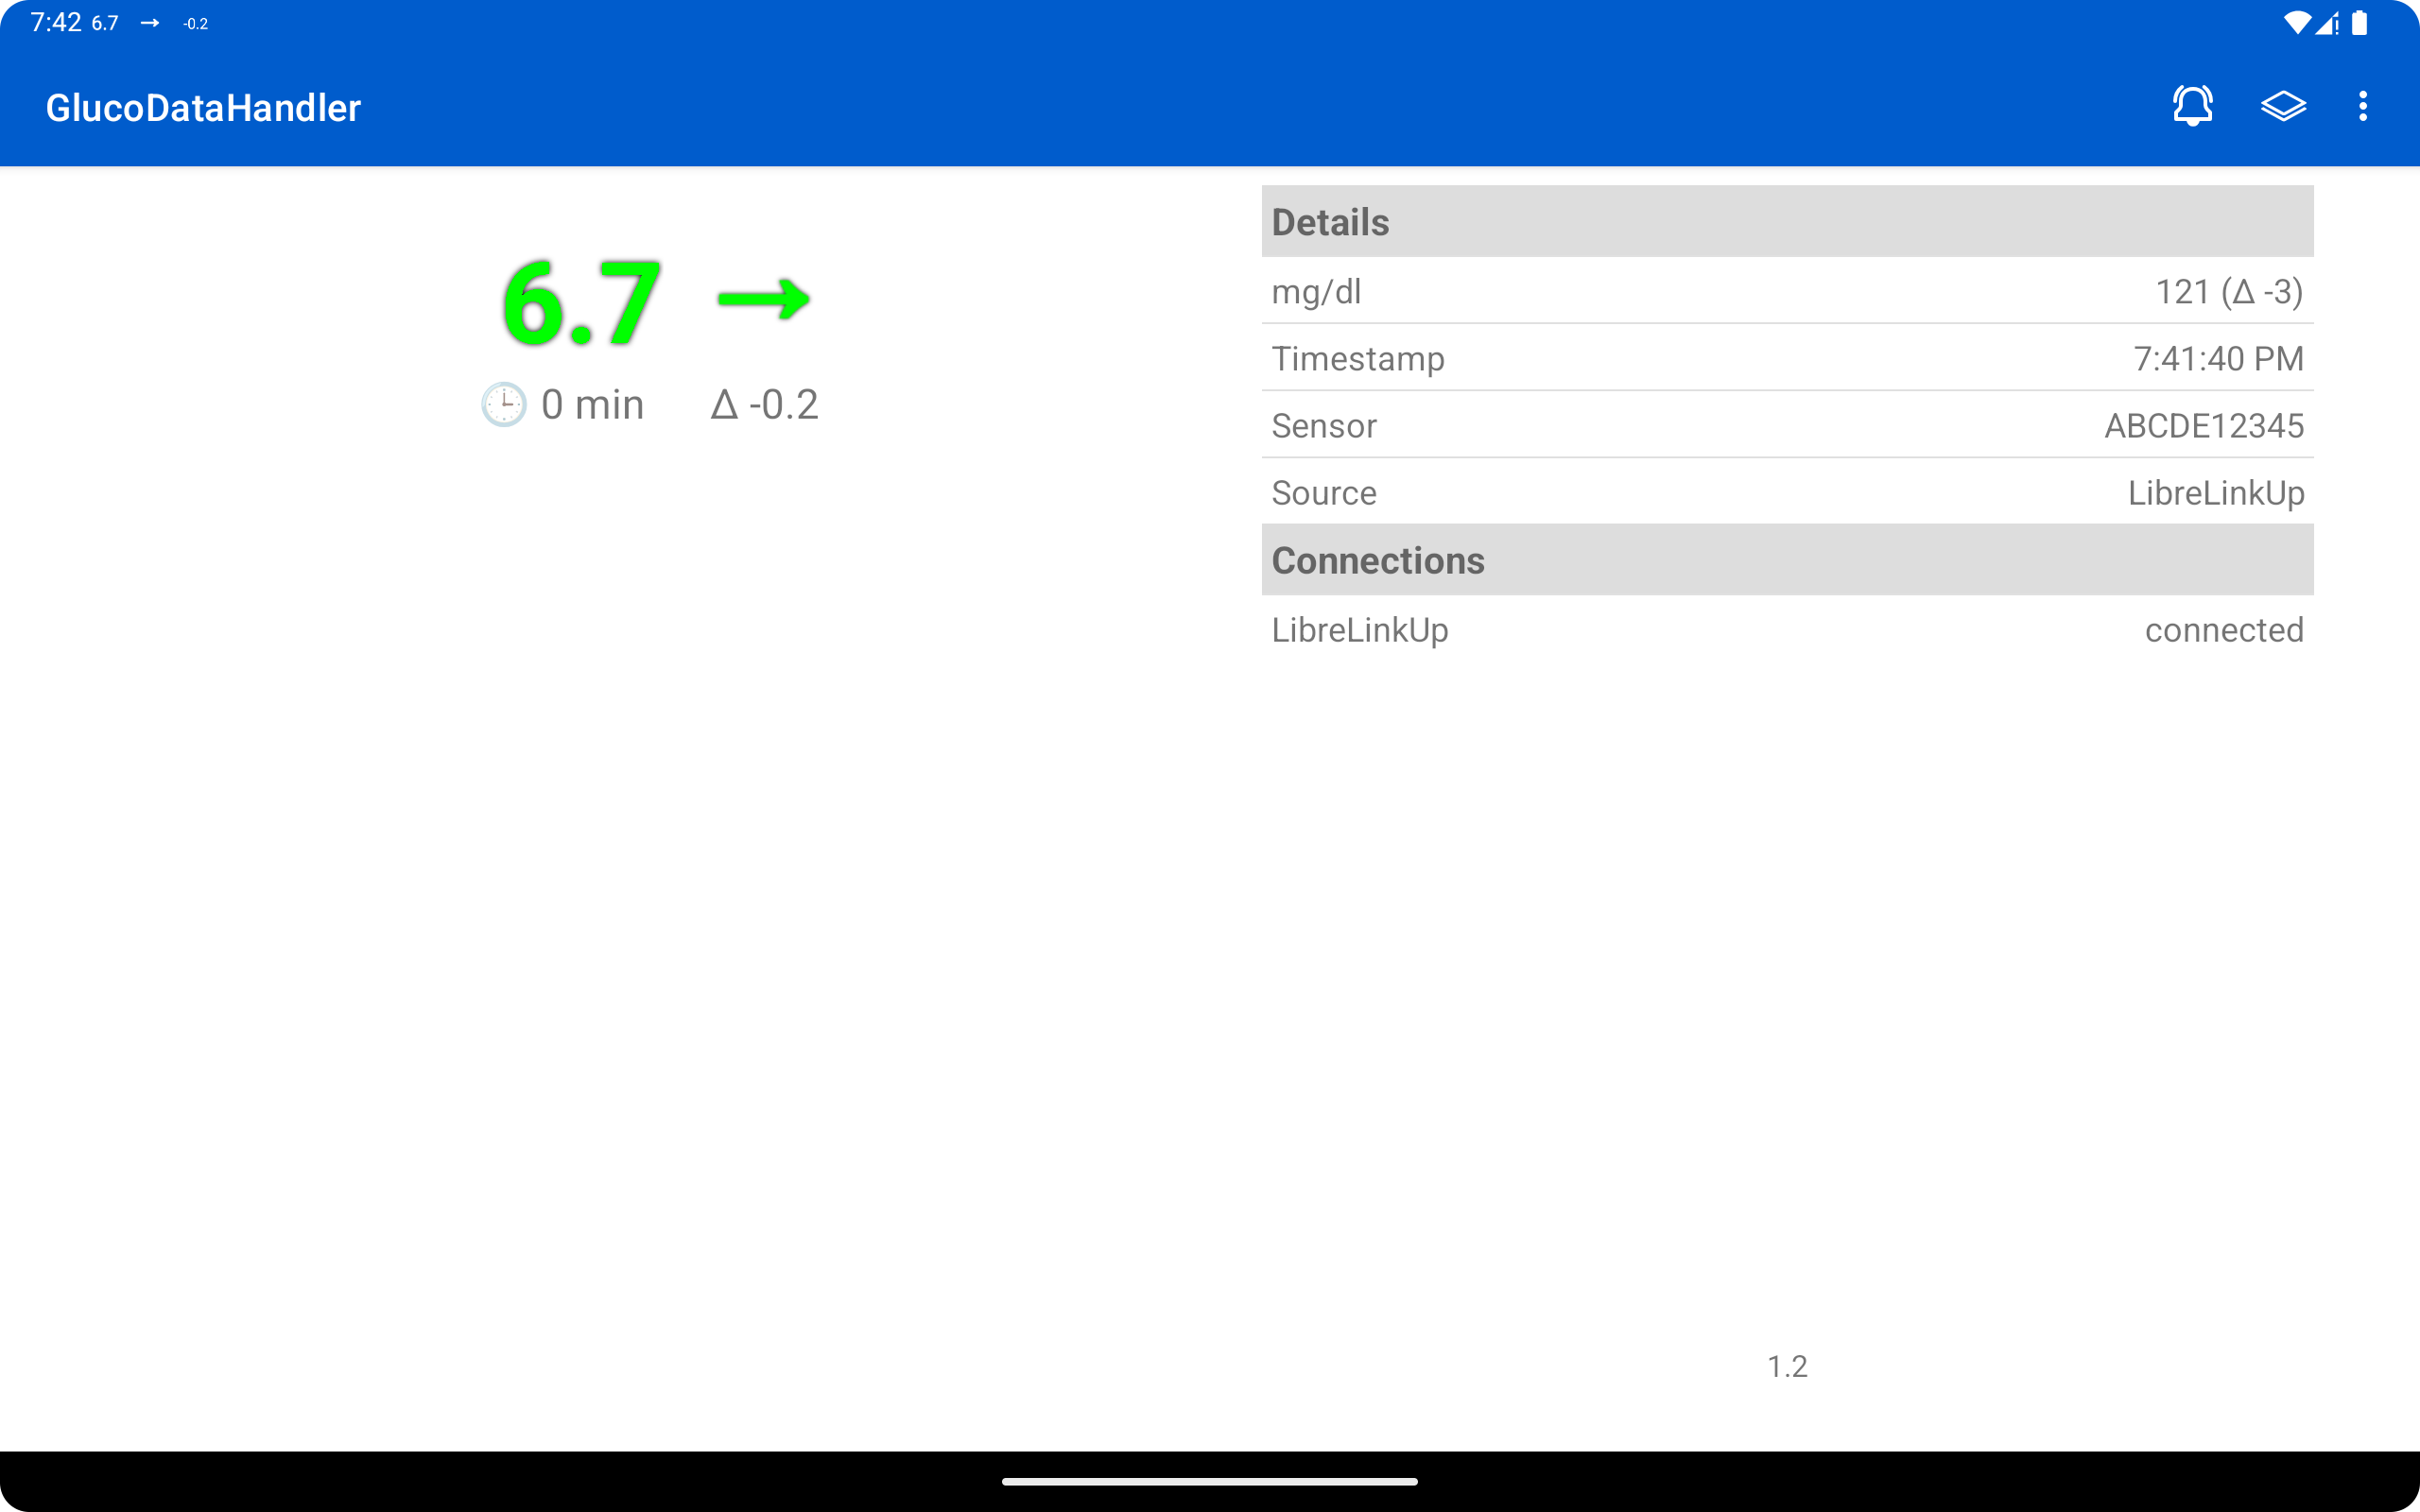 7:42 6.7 → -0.2
GlucoDataHandler
6.7 →
0 min Δ -0.2
Details
mg/dl 121 (Δ -3)
Timestamp 7:41:40 PM
Sensor ABCDE12345
Source LibreLinkUp
Connections
LibreLinkUp connected
1.2